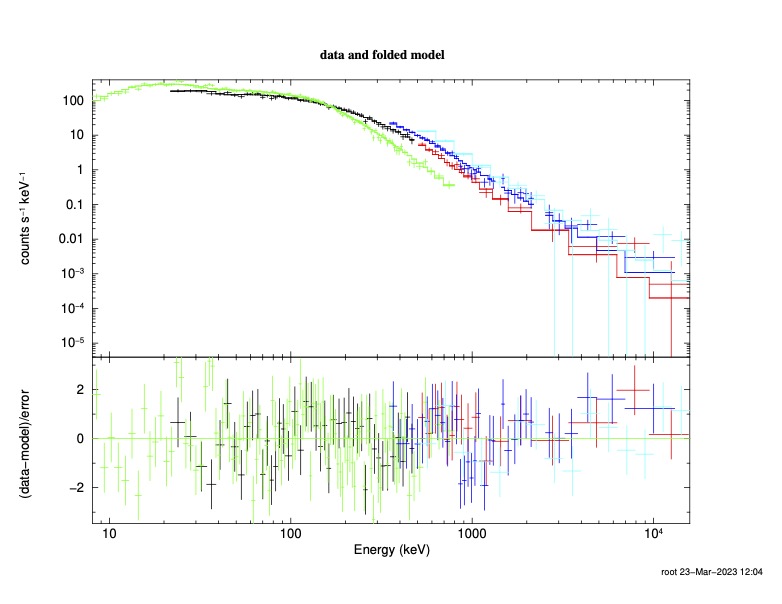 data and folded model
counts s⁻¹ keV⁻¹
100
10
1
0.1
0.01
10⁻³
10⁻⁴
10⁻⁵
(data−model)/error
2
0
−2
10 100 1000 10⁴
Energy (keV)
root 23−Mar−2023 12:04